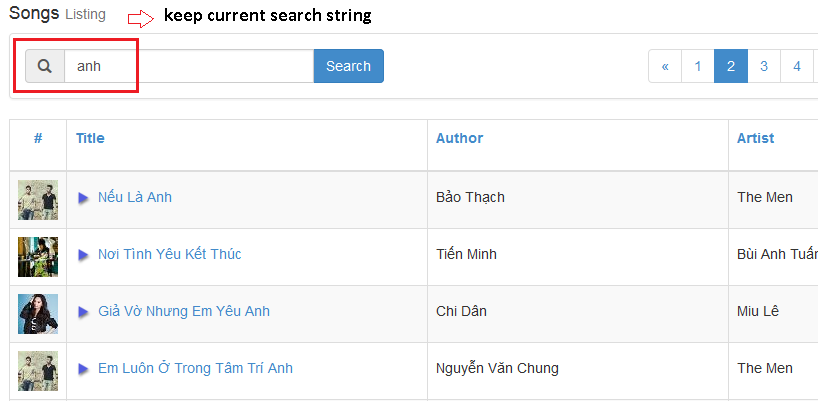 Songs Listing keep current search string
anh Search « 1 2 3 4
# Title Author Artist
Nếu Là Anh Bảo Thạch The Men
Nơi Tình Yêu Kết Thúc Tiến Minh Bùi Anh Tuấn
Giả Vờ Nhưng Em Yêu Anh Chi Dân Miu Lê
Em Luôn Ở Trong Tâm Trí Anh Nguyễn Văn Chung The Men